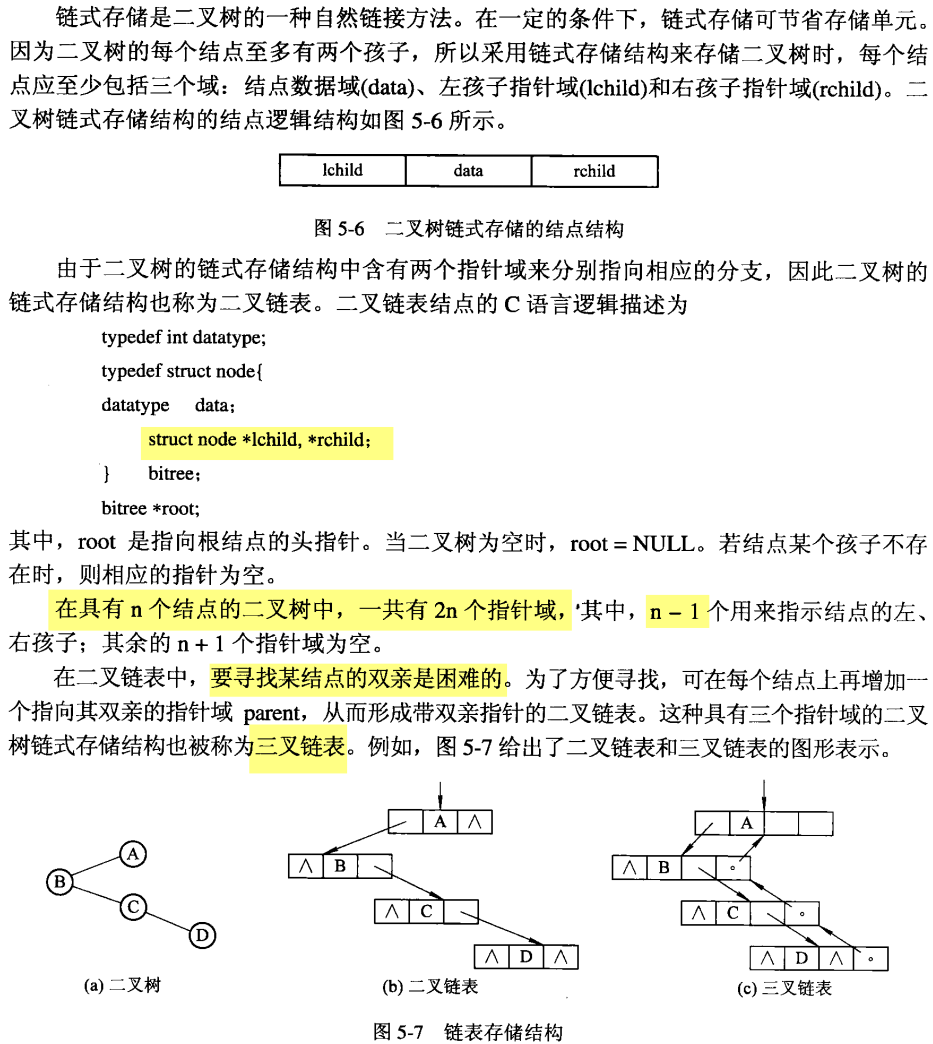 链式存储是二叉树的一种自然链接方法。在一定的条件下，链式存储可节省存储单元。
因为二叉树的每个结点至多有两个孩子，所以采用链式存储结构来存储二叉树时，每个结
点应至少包括三个域：结点数据域(data)、左孩子指针域(lchild)和右孩子指针域(rchild)。二
叉树链式存储结构的结点逻辑结构如图 5-6 所示。
lchild data rchild
图 5-6 二叉树链式存储的结点结构
由于二叉树的链式存储结构中含有两个指针域来分别指向相应的分支，因此二叉树的
链式存储结构也称为二叉链表。二叉链表结点的 C 语言逻辑描述为
typedef int datatype;
typedef struct node{
datatype data;
struct node *lchild, *rchild;
} bitree;
bitree *root;
其中，root 是指向根结点的头指针。当二叉树为空时，root = NULL。若结点某个孩子不存
在时，则相应的指针为空。
在具有 n 个结点的二叉树中，一共有 2n 个指针域，其中，n − 1 个用来指示结点的左、
右孩子；其余的 n + 1 个指针域为空。
在二叉链表中，要寻找某结点的双亲是困难的。为了方便寻找，可在每个结点上再增加一
个指向其双亲的指针域 parent，从而形成带双亲指针的二叉链表。这种具有三个指针域的二叉
树链式存储结构也被称为三叉链表。例如，图 5-7 给出了二叉链表和三叉链表的图形表示。
A
B
C
D
(a) 二叉树
A ∧
∧ B
∧ C
∧ D ∧
(b) 二叉链表
A
∧ B
∧ C
∧ D ∧
(c) 三叉链表
图 5-7 链表存储结构